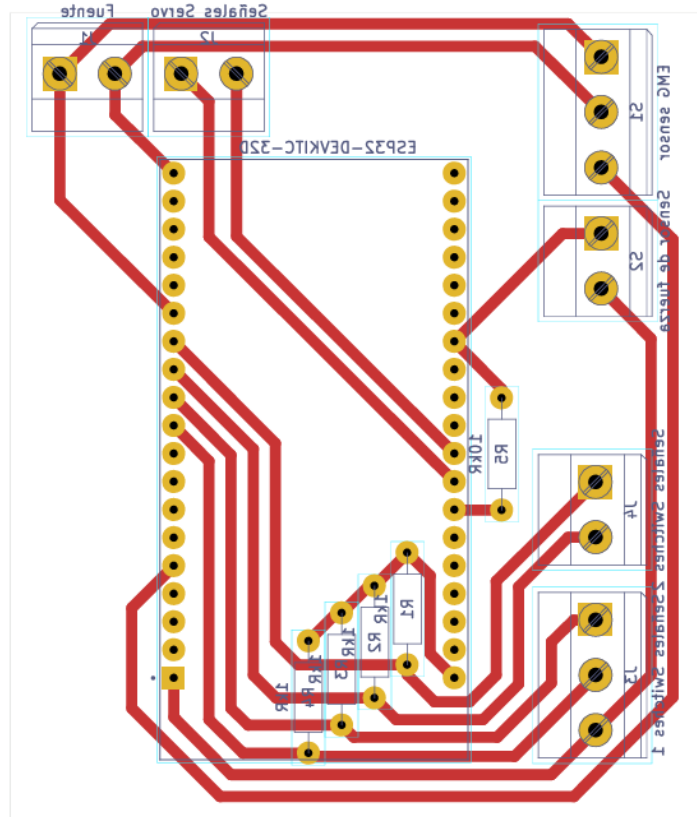 Fuente
Señales Servo
J1
J2
EMG sensor
S1
ESP32-DEVKITC-32D
Sensor de fuerza
S2
10kR
R5
Señales Switches 2
J4
R1
1kR
R2
1kR
R3
1kR
R4
1kR
Señales Switches 1
J3